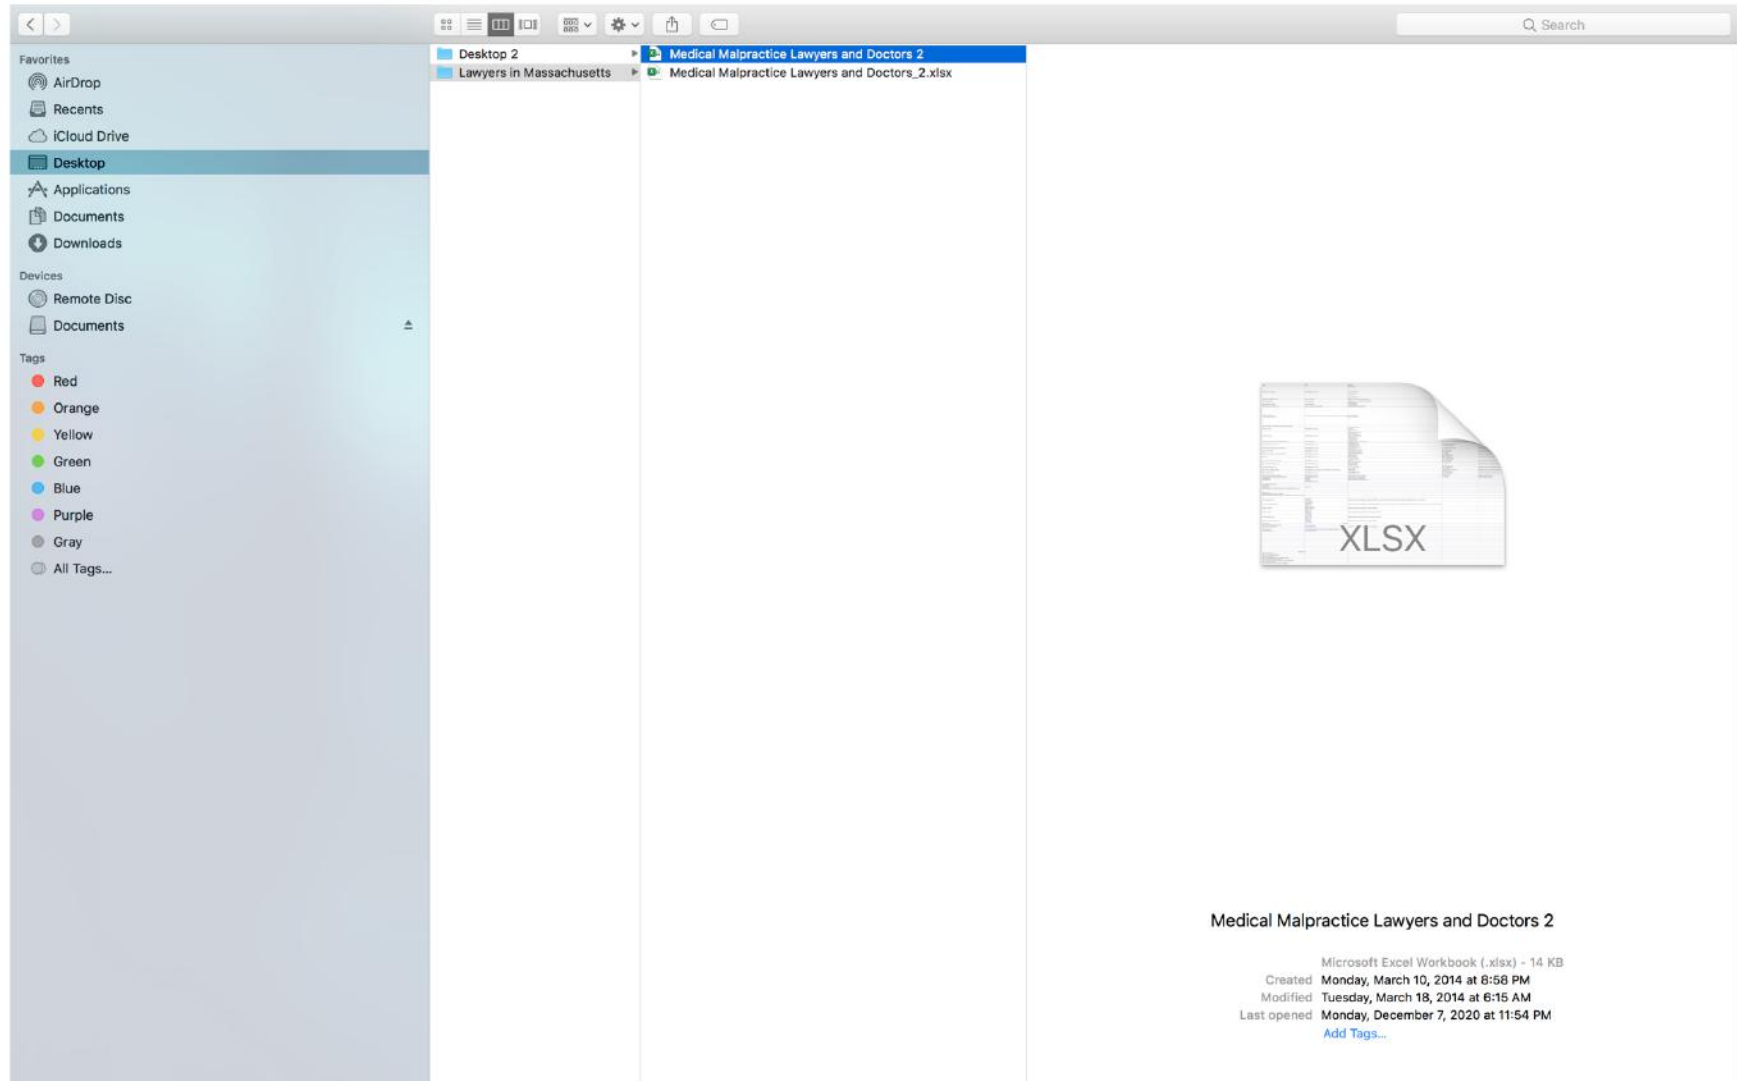 Search
Favorites
AirDrop
Recents
iCloud Drive
Desktop
Applications
Documents
Downloads
Devices
Remote Disc
Documents
Tags
Red
Orange
Yellow
Green
Blue
Purple
Gray
All Tags...
Desktop 2
Lawyers in Massachusetts
Medical Malpractice Lawyers and Doctors 2
Medical Malpractice Lawyers and Doctors_2.xlsx
XLSX
Medical Malpractice Lawyers and Doctors 2
Microsoft Excel Workbook (.xlsx) - 14 KB
Created Monday, March 10, 2014 at 8:58 PM
Modified Tuesday, March 18, 2014 at 6:15 AM
Last opened Monday, December 7, 2020 at 11:54 PM
Add Tags...